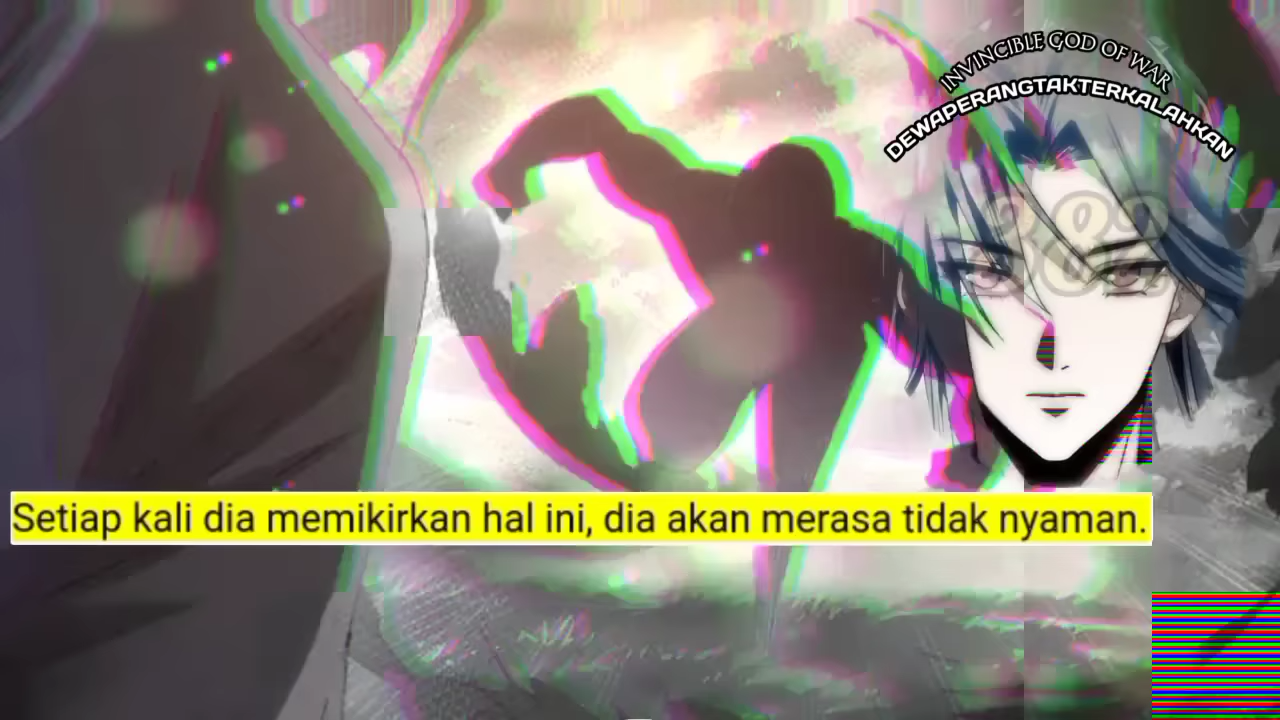 INVINCIBLE GOD OF WAR
DEWAPERANGTAKTERKALAHKAN
Setiap kali dia memikirkan hal ini, dia akan merasa tidak nyaman.